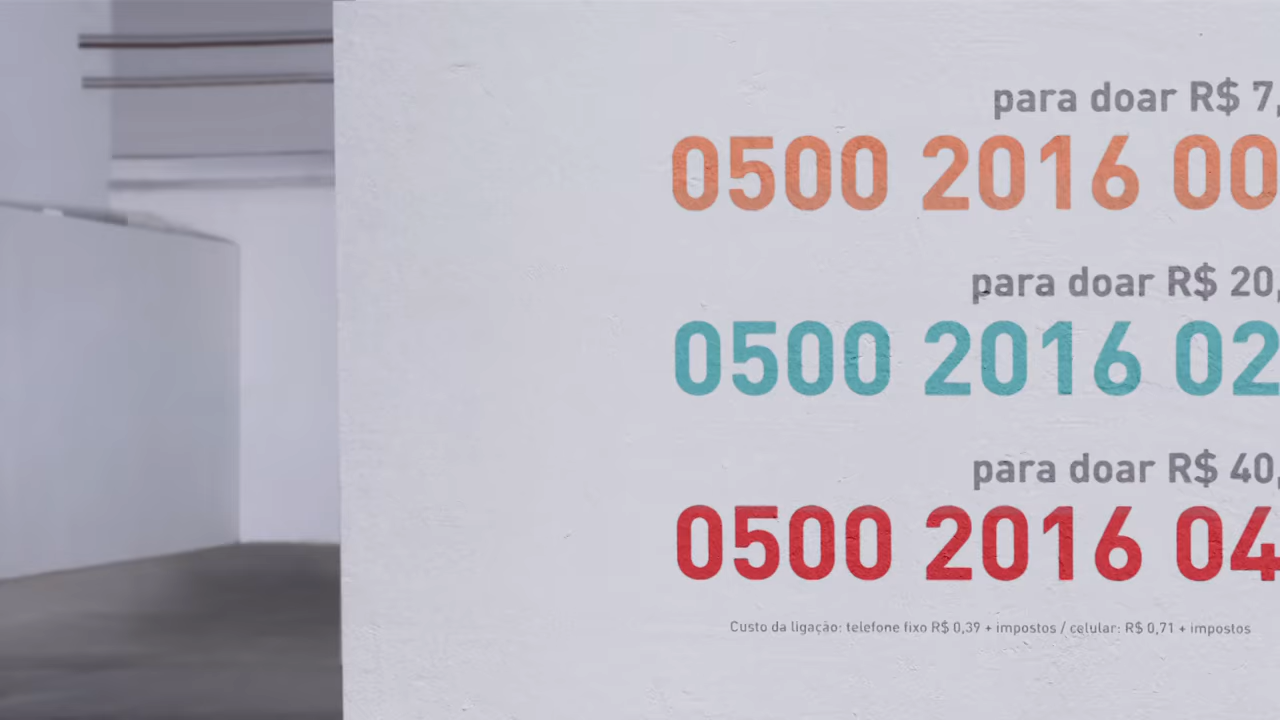 para doar R$ 7,
0500 2016 00
para doar R$ 20,
0500 2016 02
para doar R$ 40,
0500 2016 04
Custo da ligação: telefone fixo R$ 0,39 + impostos / celular: R$ 0,71 + impostos